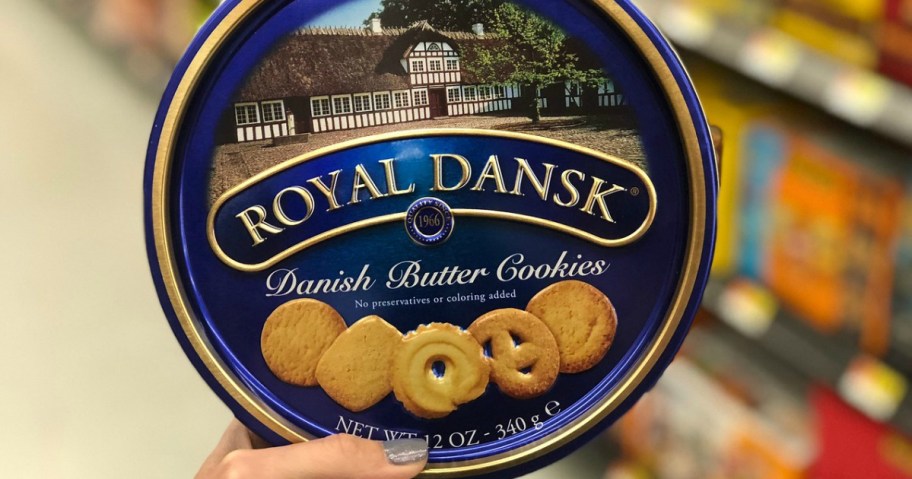 ROYAL DANSK®
1966
Danish Butter Cookies
No preservatives or coloring added
NET WT 12 OZ - 340 g ℮